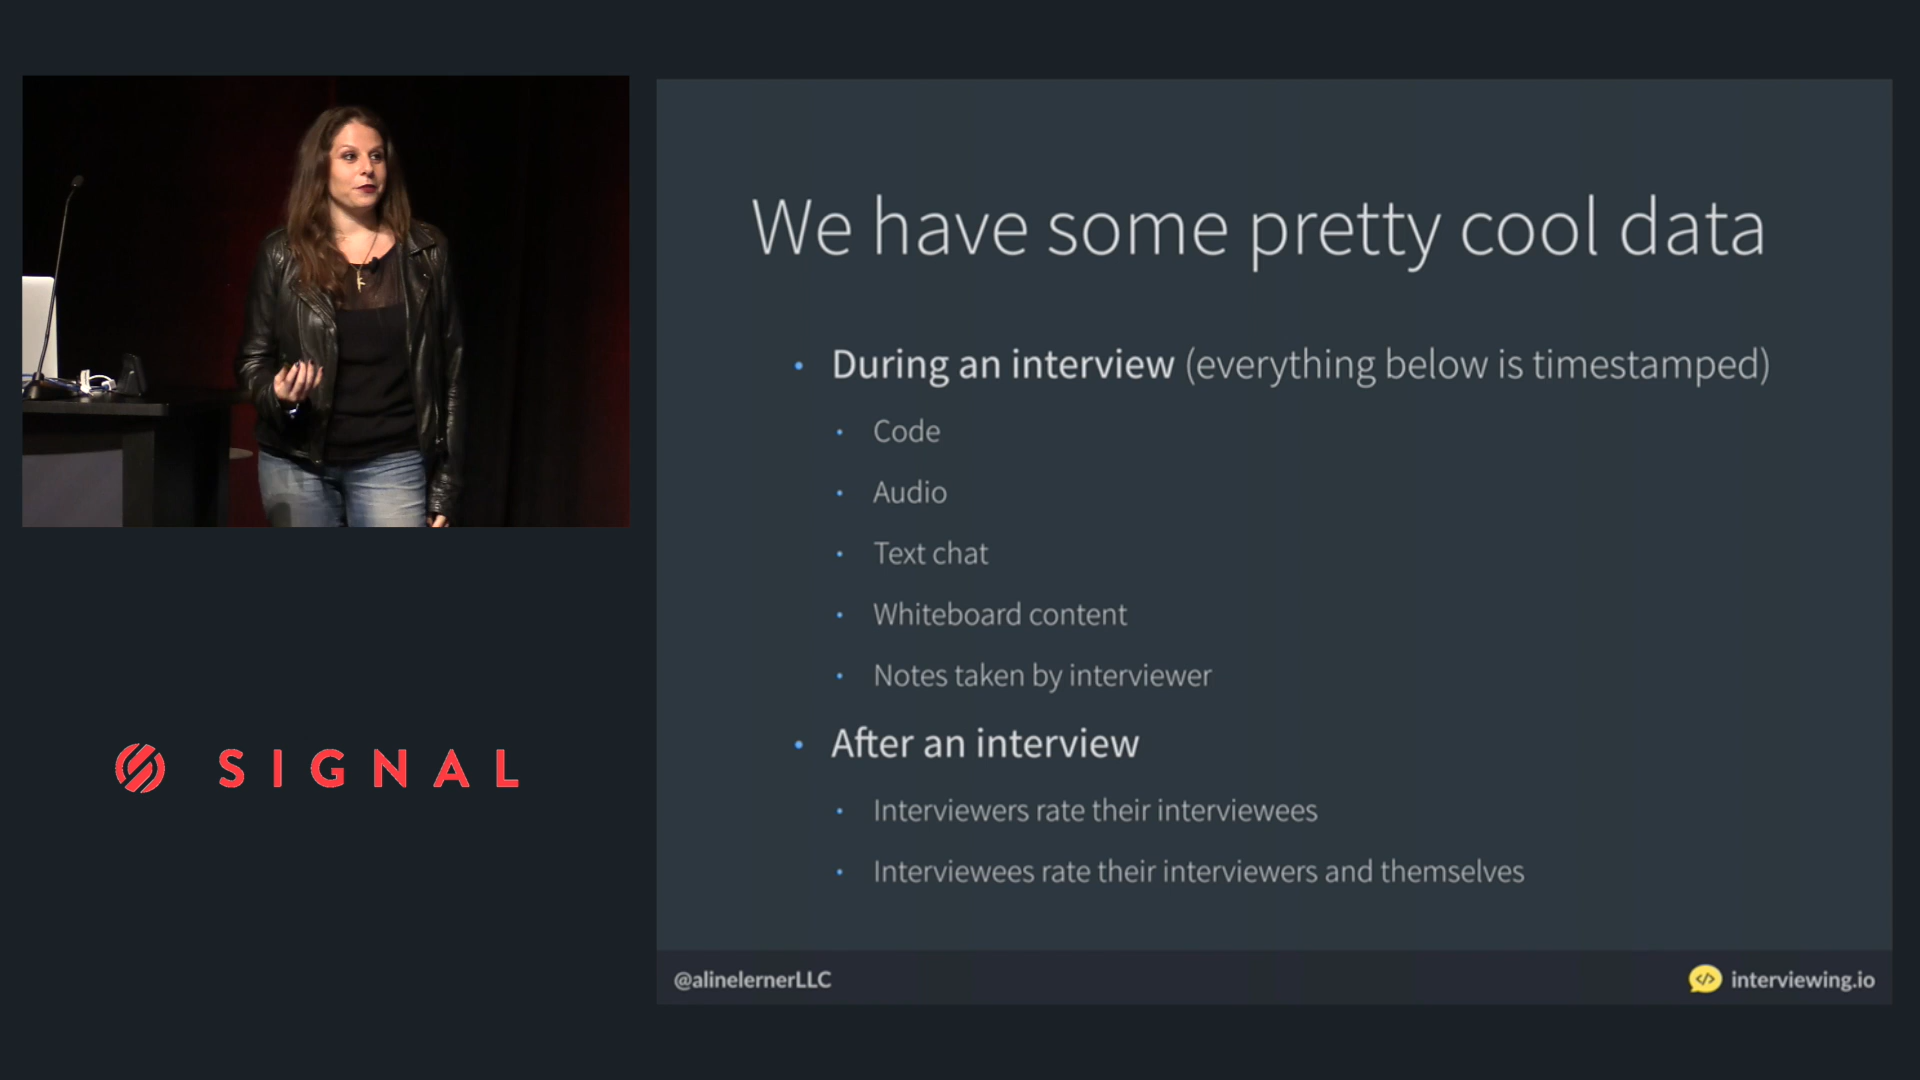 We have some pretty cool data
During an interview (everything below is timestamped)
Code
Audio
Text chat
Whiteboard content
Notes taken by interviewer
After an interview
Interviewers rate their interviewees
Interviewees rate their interviewers and themselves
SIGNAL
@alinelernerLLC
</> interviewing.io